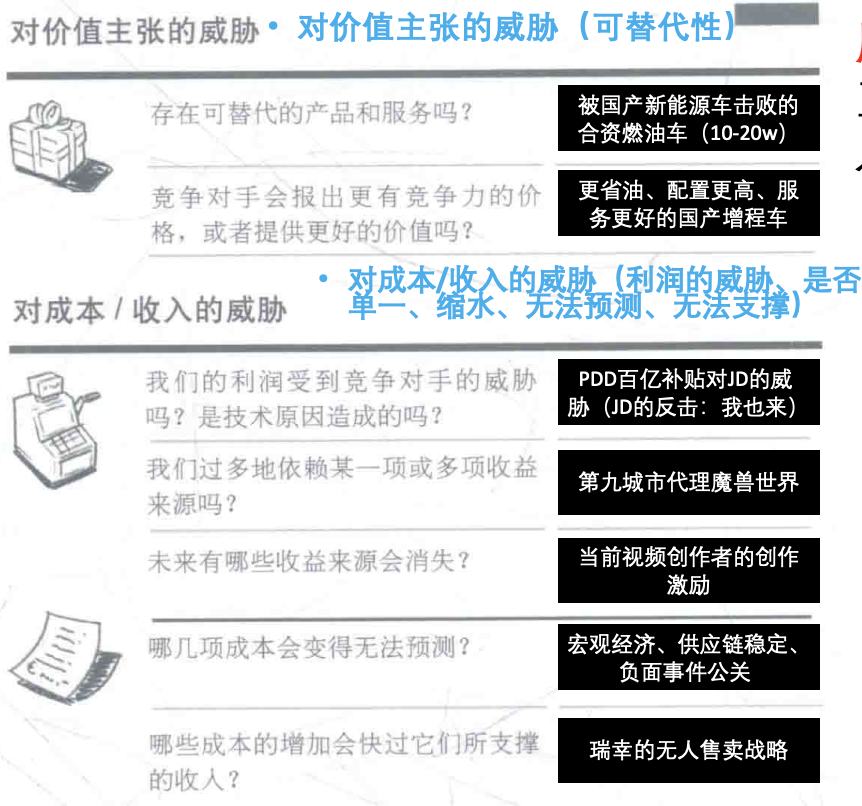 对价值主张的威胁
• 对价值主张的威胁（可替代性）
存在可替代的产品和服务吗？
被国产新能源车击败的
合资燃油车（10-20w）
竞争对手会报出更有竞争力的价
格，或者提供更好的价值吗？
更省油、配置更高、服
务更好的国产增程车
• 对成本/收入的威胁（利润的威胁、是否
单一、缩水、无法预测、无法支撑）
对成本 / 收入的威胁
我们的利润受到竞争对手的威胁
吗？是技术原因造成的吗？
PDD百亿补贴对JD的威
胁（JD的反击：我也来）
我们过多地依赖某一项或多项收益
来源吗？
第九城市代理魔兽世界
未来有哪些收益来源会消失？
当前视频创作者的创作
激励
哪几项成本会变得无法预测？
宏观经济、供应链稳定、
负面事件公关
哪些成本的增加会快过它们所支撑
的收入？
瑞幸的无人售卖战略